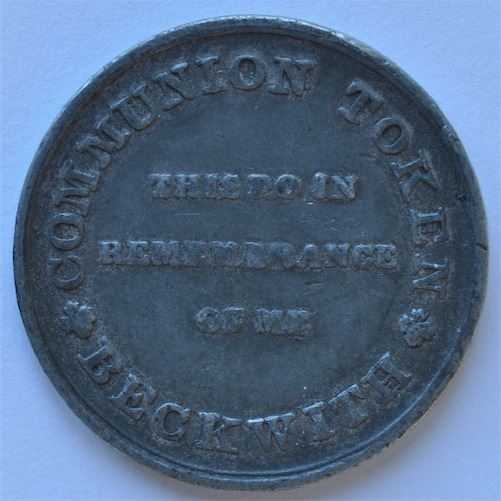 COMMUNION TOKEN
THIS DO IN
REMEMBRANCE
OF ME
BECKWITH